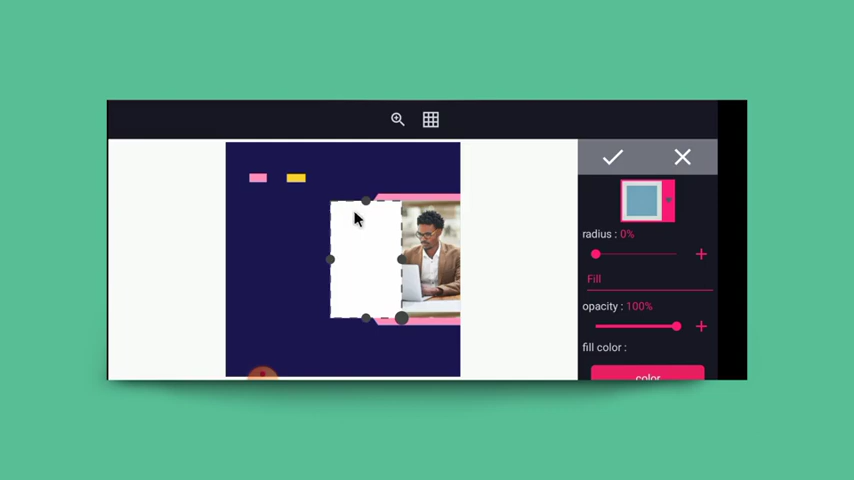 radius : 0%
Fill
opacity : 100%
fill color :
color